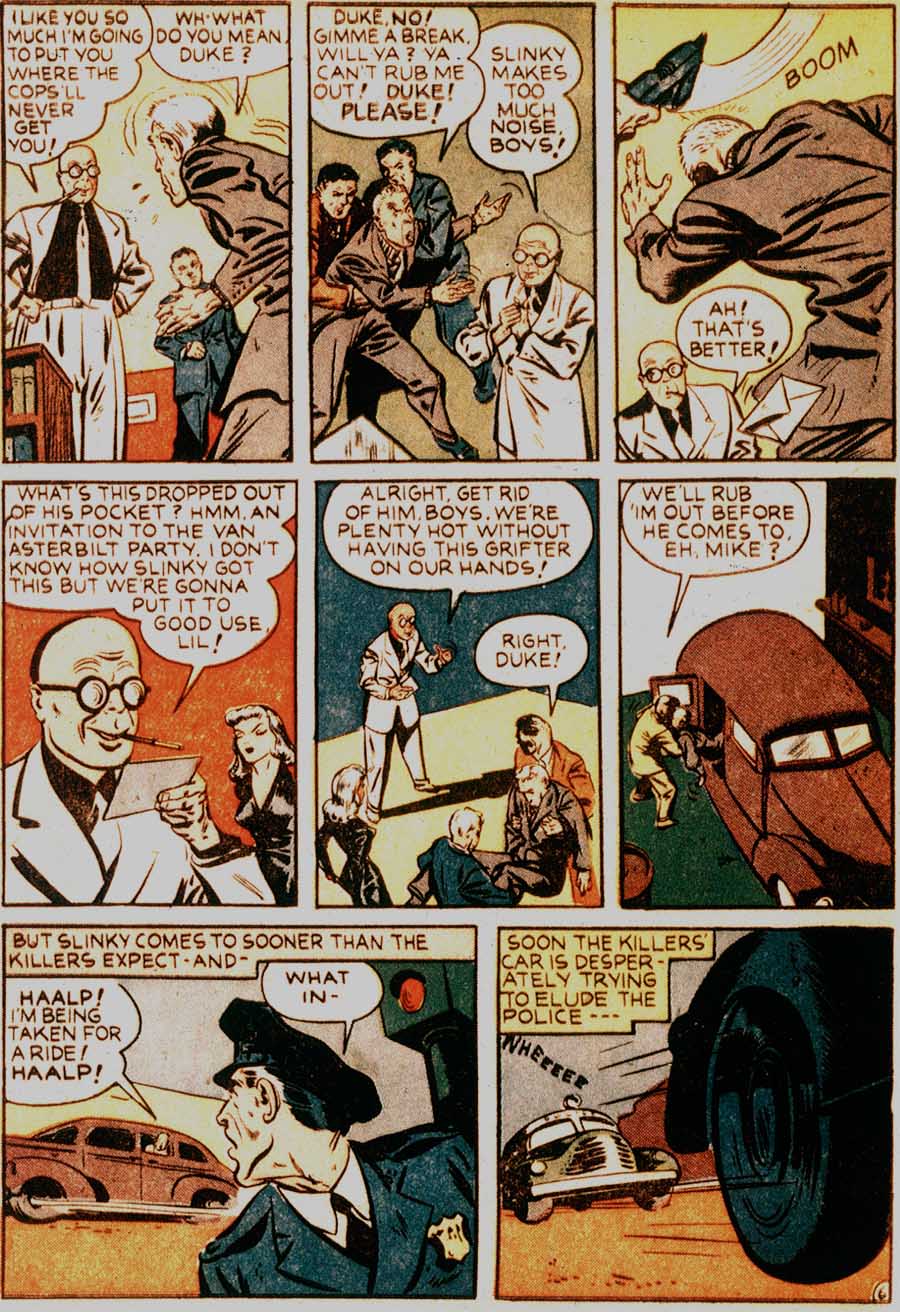 I LIKE YOU SO
MUCH I'M GOING
TO PUT YOU
WHERE THE
COPS'LL
NEVER
GET
YOU!
WH-WHAT
DO YOU MEAN
DUKE?
DUKE, NO!
GIMME A BREAK,
WILL-YA? YA
CAN'T RUB ME
OUT! DUKE!
PLEASE!
SLINKY
MAKES
TOO
MUCH
NOISE,
BOYS!
BOOM
AH!
THAT'S
BETTER!
WHAT'S THIS DROPPED OUT
OF HIS POCKET? HMM, AN
INVITATION TO THE VAN
ASTERBILT PARTY. I DON'T
KNOW HOW SLINKY GOT
THIS BUT WE'RE GONNA
PUT IT TO
GOOD USE,
LIL!
ALRIGHT, GET RID
OF HIM, BOYS. WE'RE
PLENTY HOT WITHOUT
HAVING THIS GRIFTER
ON OUR HANDS!
RIGHT,
DUKE!
WE'LL RUB
'IM OUT BEFORE
HE COMES TO,
EH, MIKE?
BUT SLINKY COMES TO SOONER THAN THE
KILLERS EXPECT-AND-
HAALP!
I'M BEING
TAKEN FOR
A RIDE!
HAALP!
WHAT
IN-
SOON THE KILLERS'
CAR IS DESPER-
ATELY TRYING
TO ELUDE THE
POLICE ---
WHEEEEE
6